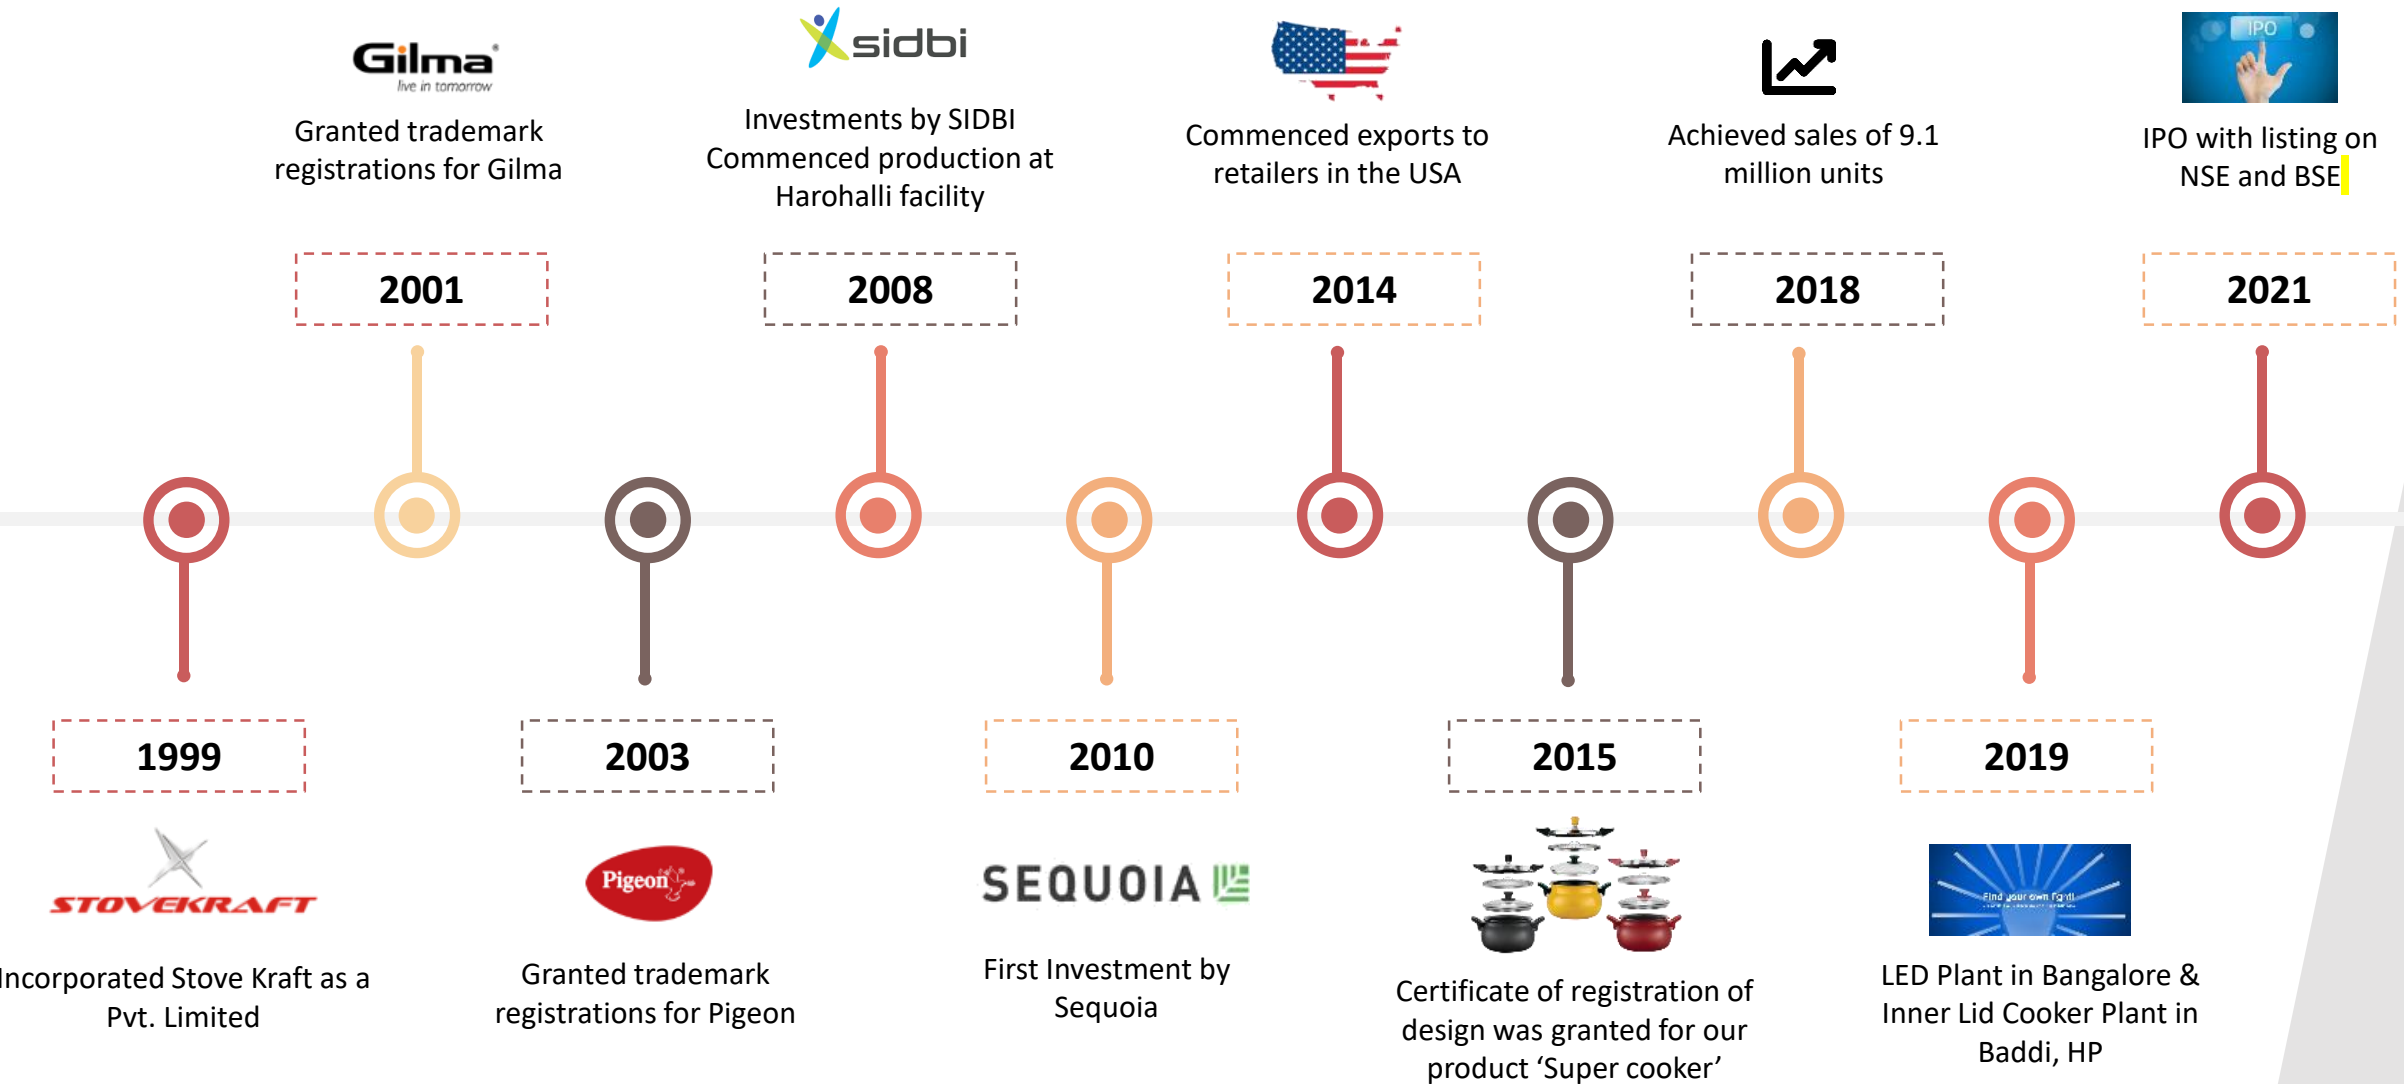 Gilma
live in tomorrow
Granted trademark
registrations for Gilma
2001
sidbi
Investments by SIDBI
Commenced production at
Harohalli facility
2008
Commenced exports to
retailers in the USA
2014
Achieved sales of 9.1
million units
2018
IPO
IPO with listing on
NSE and BSE
2021
1999
STOVEKRAFT
Incorporated Stove Kraft as a
Pvt. Limited
2003
Pigeon
Granted trademark
registrations for Pigeon
2010
SEQUOIA
First Investment by
Sequoia
2015
Certificate of registration of
design was granted for our
product ‘Super cooker’
2019
Find your own light!
LED Plant in Bangalore &
Inner Lid Cooker Plant in
Baddi, HP